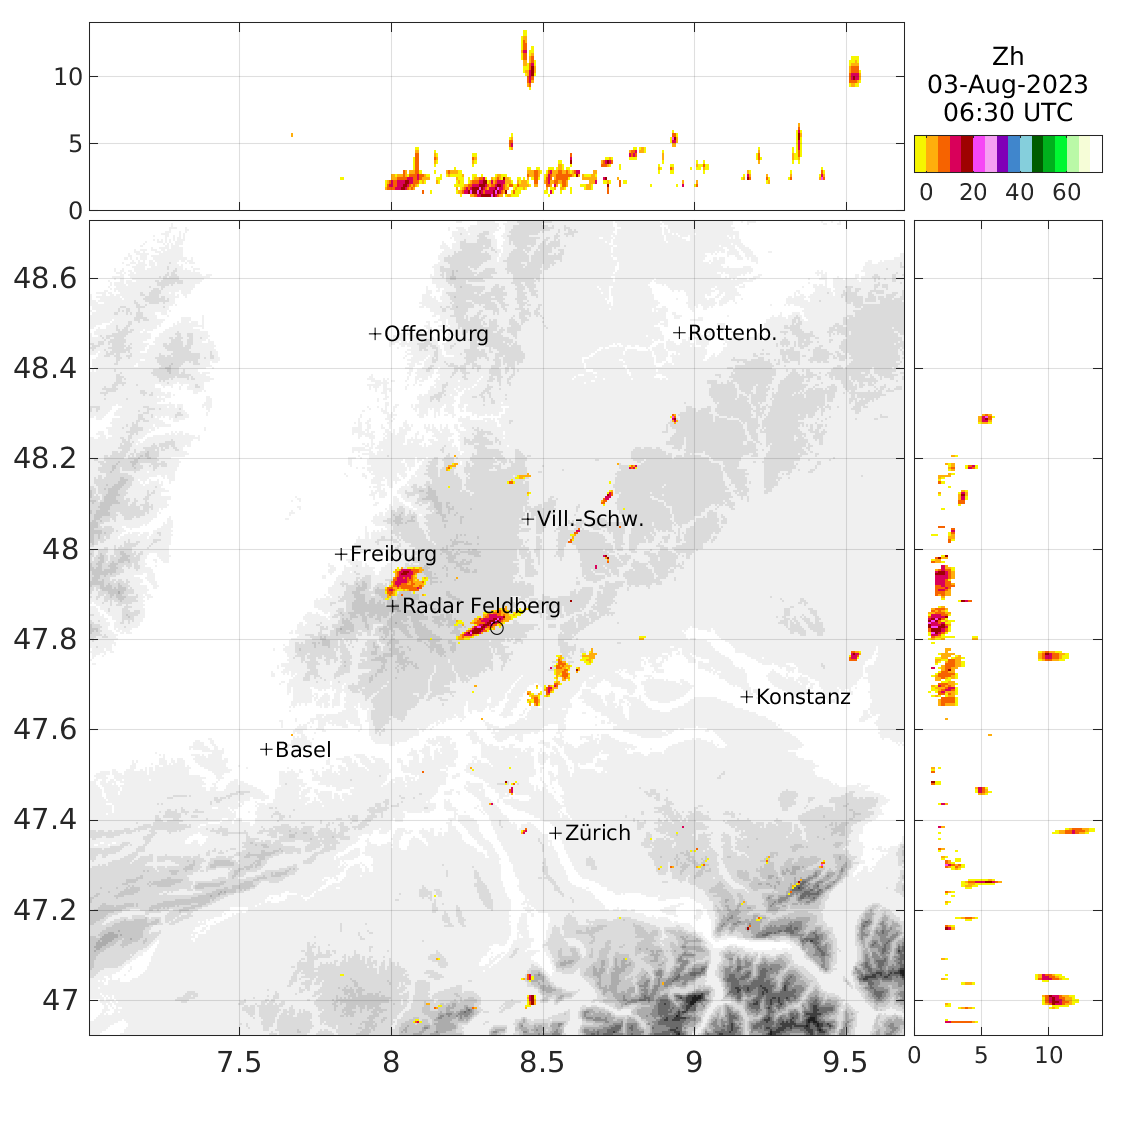 10
5
0
Zh
03-Aug-2023
06:30 UTC
0 20 40 60
48.6
48.4
48.2
48
47.8
47.6
47.4
47.2
47
+Offenburg
+Rottenb.
+Vill.-Schw.
+Freiburg
+Radar Feldberg
+Konstanz
+Basel
+Zürich
7.5 8 8.5 9 9.5
0 5 10